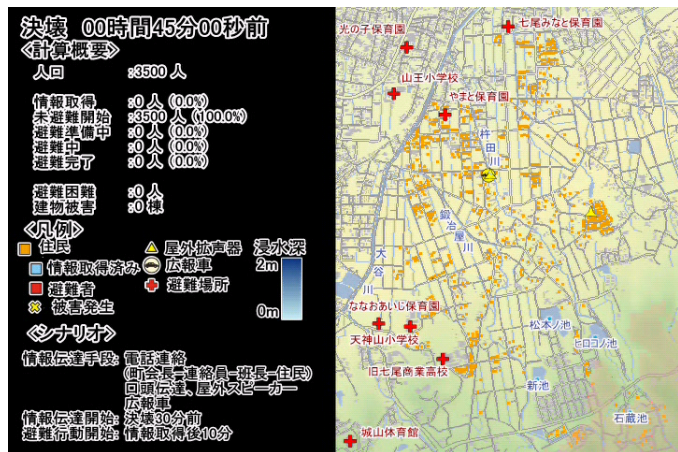 決壊 00時間45分00秒前
<計算概要>
人口 :3500 人
情報取得 :0 人 (0.0%)
未避難開始 :3500 人 (100.0%)
避難準備中 :0 人 (0.0%)
避難中 :0 人 (0.0%)
避難完了 :0 人 (0.0%)
避難困難 :0 人
建物被害 :0 棟
<凡例>
住民
情報取得済み
避難者
被害発生
屋外拡声器
広報車
避難場所
浸水深
2m
0m
<シナリオ>
情報伝達手段: 電話連絡
(町会長−連絡員−班長−住民)
口頭伝達、屋外スピーカー
広報車
情報伝達開始: 決壊30分前
避難行動開始: 情報取得後10分
七尾みなと保育園
光の子保育園
山王小学校
やまと保育園
杵田川
鍛冶屋川
大谷川
ななおあいじ保育園
天神山小学校
旧七尾商業高校
松本ノ池
ヒロコノ池
新池
石蔵池
城山体育館